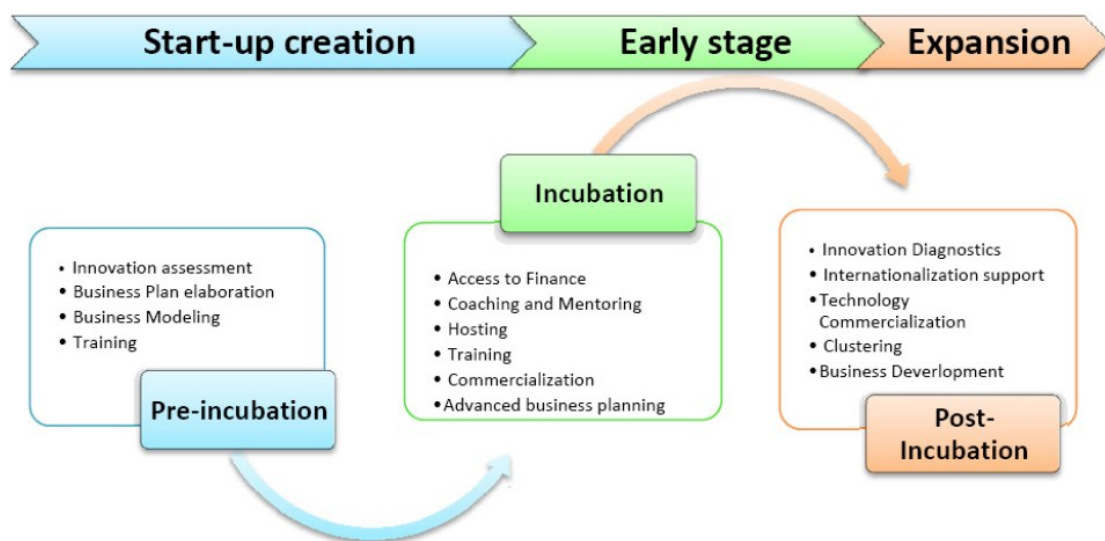 Start-up creation
Early stage
Expansion
• Innovation assessment
• Business Plan elaboration
• Business Modeling
• Training
Pre-incubation
Incubation
• Access to Finance
• Coaching and Mentoring
• Hosting
• Training
• Commercialization
• Advanced business planning
• Innovation Diagnostics
• Internationalization support
• Technology
Commercialization
• Clustering
• Business Deverlopment
Post-
Incubation